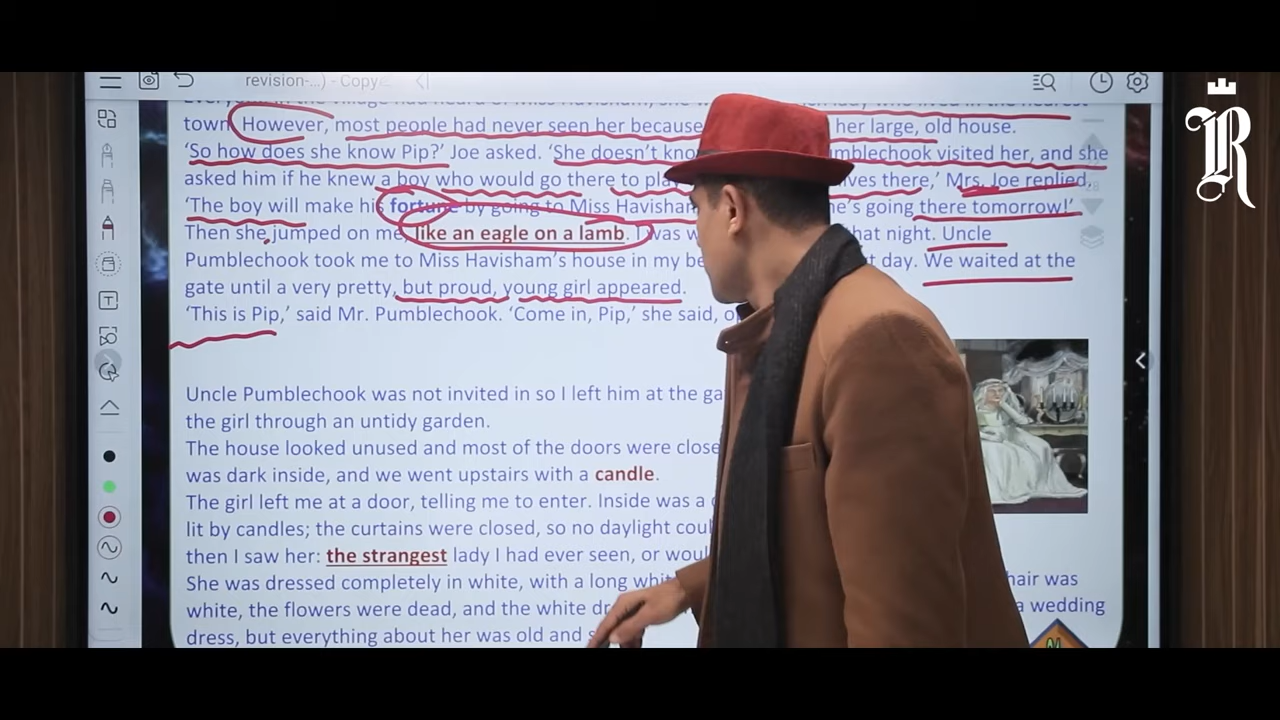 revision-...) - Copy
town. However, most people had never seen her because her large, old house.
'So how does she know Pip?' Joe asked. 'She doesn't kno mblechook visited her, and she
asked him if he knew a boy who would go there to pla ives there,' Mrs. Joe replied.
'The boy will make his fortune by going to Miss Havisham e's going there tomorrow!'
Then she jumped on me, like an eagle on a lamb. I was w hat night. Uncle
Pumblechook took me to Miss Havisham's house in my be t day. We waited at the
gate until a very pretty, but proud, young girl appeared.
'This is Pip,' said Mr. Pumblechook. 'Come in, Pip,' she said, o
Uncle Pumblechook was not invited in so I left him at the ga
the girl through an untidy garden.
The house looked unused and most of the doors were close
was dark inside, and we went upstairs with a candle.
The girl left me at a door, telling me to enter. Inside was a
lit by candles; the curtains were closed, so no daylight coul
then I saw her: the strangest lady I had ever seen, or woul
She was dressed completely in white, with a long whit hair was
white, the flowers were dead, and the white dr a wedding
dress, but everything about her was old and
R